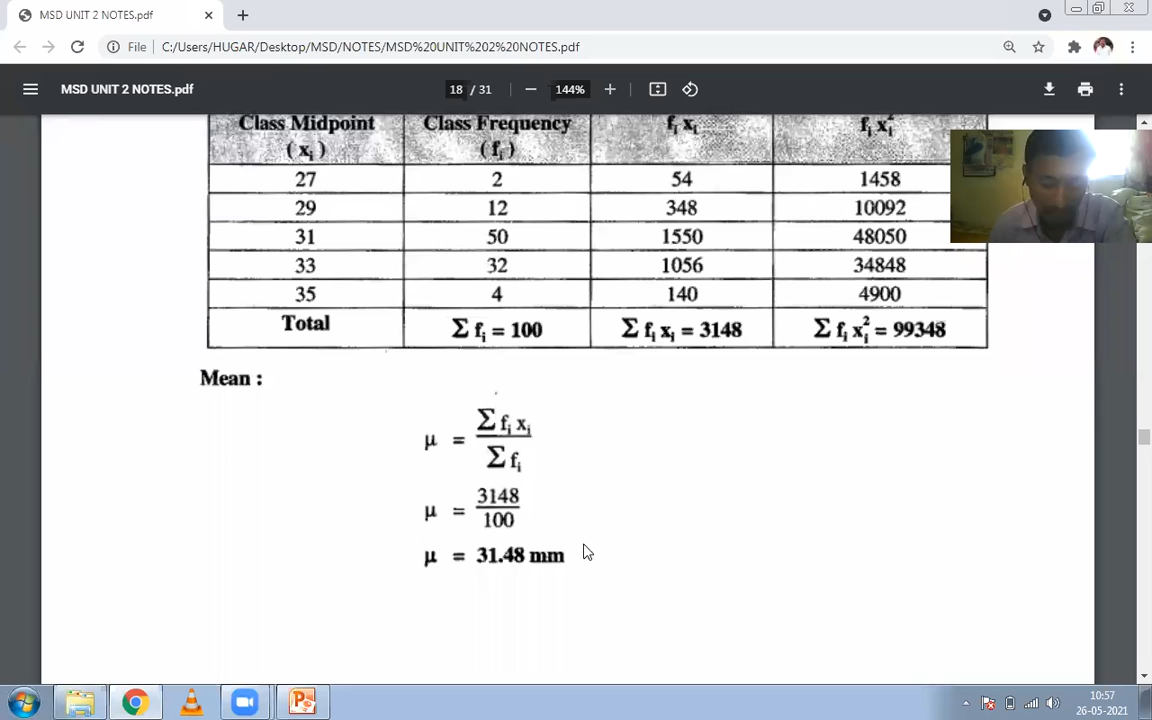 MSD UNIT 2 NOTES.pdf
File C:/Users/HUGAR/Desktop/MSD/NOTES/MSD%20UNIT%202%20NOTES.pdf
MSD UNIT 2 NOTES.pdf 18 / 31 144%
Class Midpoint Class Frequency fᵢ xᵢ fᵢ xᵢ²
( xᵢ ) ( fᵢ )
27 2 54 1458
29 12 348 10092
31 50 1550 48050
33 32 1056 34848
35 4 140 4900
Total Σ fᵢ = 100 Σ fᵢ xᵢ = 3148 Σ fᵢ xᵢ² = 99348
Mean :
μ = Σ fᵢ xᵢ / Σ fᵢ
μ = 3148 / 100
μ = 31.48 mm
10:57
26-05-2021